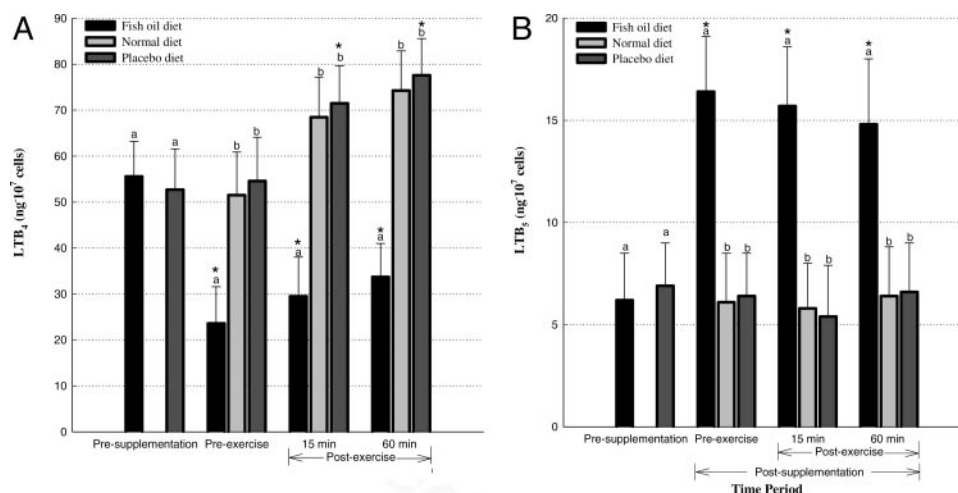 A
Fish oil diet
Normal diet
Placebo diet
LTB₄ (ng·10⁷ cells)
90
80
70
60
50
40
30
20
10
0
a a
* a b b
* a b * b
* a b * b
Pre-supplementation Pre-exercise 15 min 60 min
Post-exercise
B
Fish oil diet
Normal diet
Placebo diet
LTB₅ (ng·10⁷ cells)
20
15
10
5
0
a a
* a b b
* a b b
* a b b
Pre-supplementation Pre-exercise 15 min 60 min
Post-exercise
Post-supplementation
Time Period